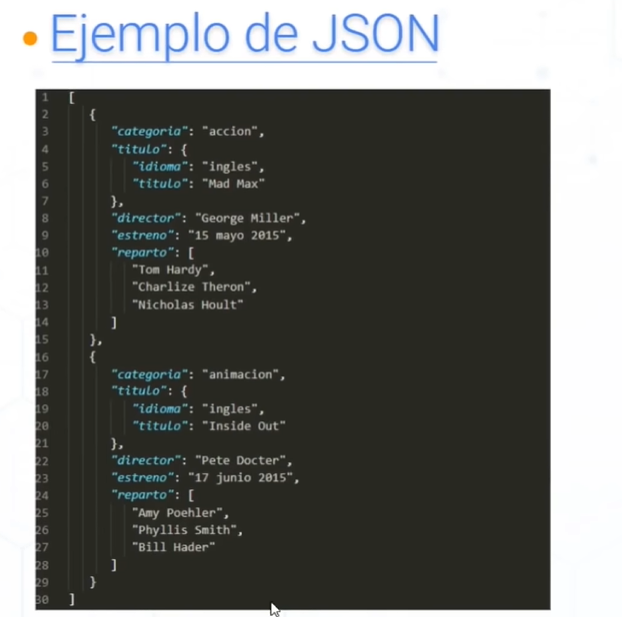 • Ejemplo de JSON
1 [
2 {
3 "categoria": "accion",
4 "titulo": {
5 "idioma": "ingles",
6 "titulo": "Mad Max"
7 },
8 "director": "George Miller",
9 "estreno": "15 mayo 2015",
10 "reparto": [
11 "Tom Hardy",
12 "Charlize Theron",
13 "Nicholas Hoult"
14 ]
15 },
16 {
17 "categoria": "animacion",
18 "titulo": {
19 "idioma": "ingles",
20 "titulo": "Inside Out"
21 },
22 "director": "Pete Docter",
23 "estreno": "17 junio 2015",
24 "reparto": [
25 "Amy Poehler",
26 "Phyllis Smith",
27 "Bill Hader"
28 ]
29 }
30 ]